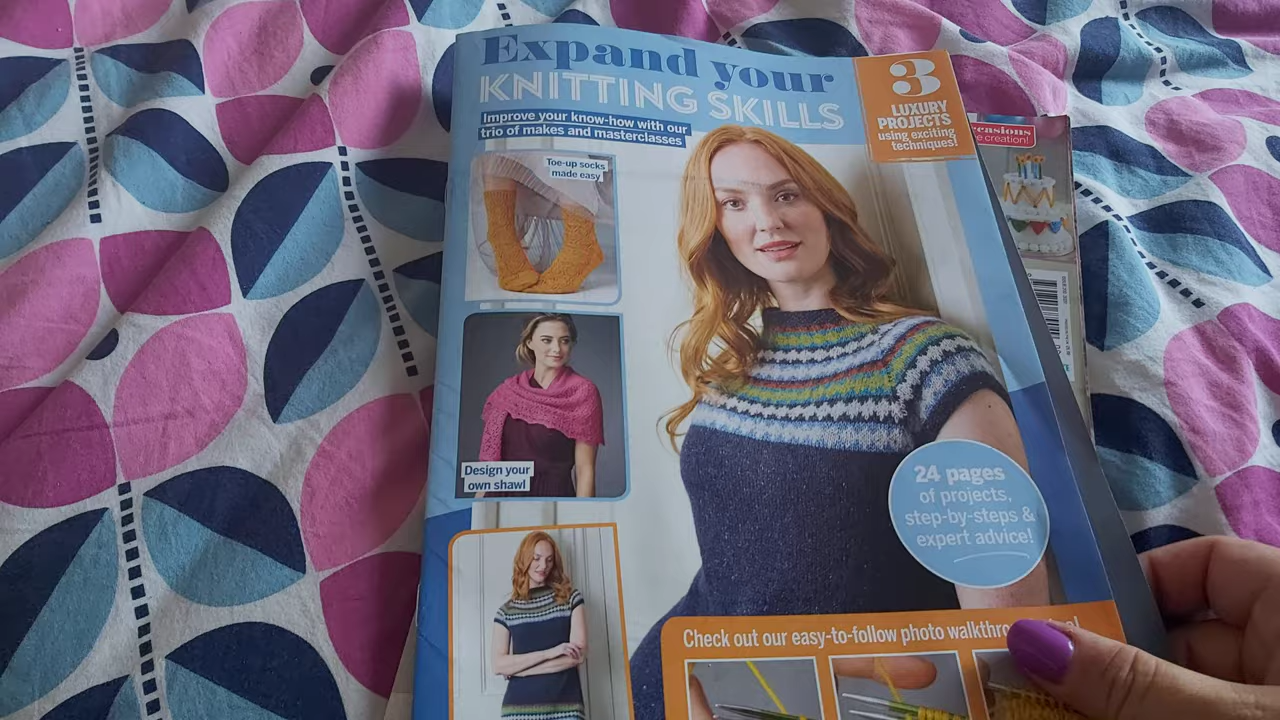 Expand your
KNITTING SKILLS
Improve your know-how with our
trio of makes and masterclasses
3
LUXURY
PROJECTS
using exciting
techniques!
Toe-up socks
made easy
Design your
own shawl
24 pages
of projects,
step-by-steps &
expert advice!
Check out our easy-to-follow photo
creation!